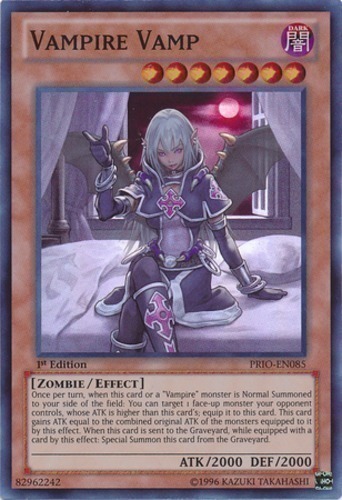 VAMPIRE VAMP
DARK
闇
1st Edition
PRIO-EN085
[ZOMBIE / EFFECT]
Once per turn, when this card or a "Vampire" monster is Normal Summoned
to your side of the field: You can target 1 face-up monster your opponent
controls, whose ATK is higher than this card's; equip it to this card. This
card gains ATK equal to the combined original ATK of the monsters equipped to it
by this effect. When this card is sent to the Graveyard, while equipped with a
card by this effect: Special Summon this card from the Graveyard.
ATK/2000 DEF/2000
82962242
©1996 KAZUKI TAKAHASHI